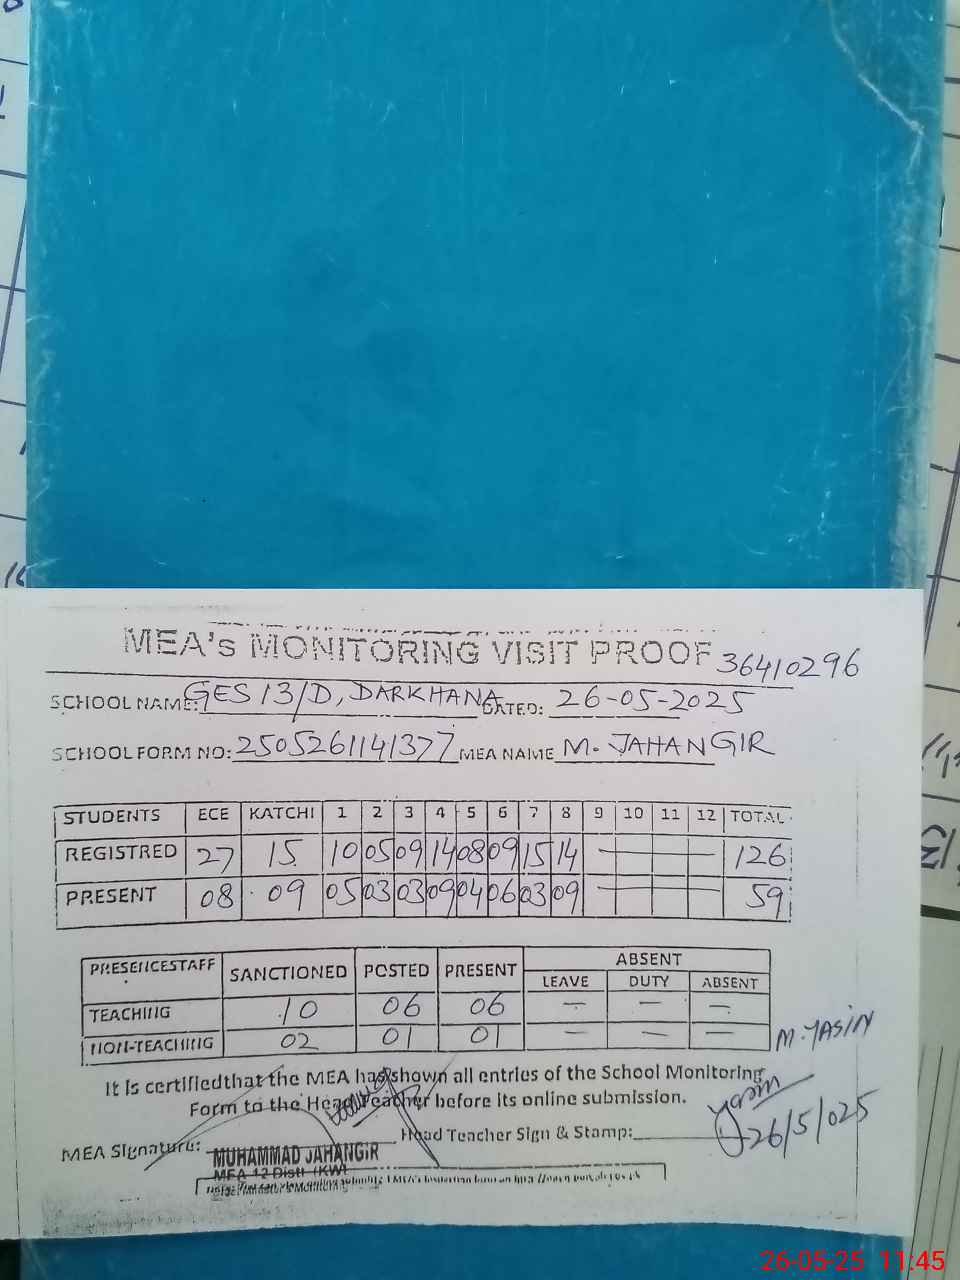 MEA's MONITORING VISIT PROOF 36410296
SCHOOL NAME: GES 13/D, DARKHANA DATED: 26-05-2025
SCHOOL FORM NO: 2505261141377 MEA NAME M. JAHANGIR
STUDENTS ECE KATCHI 1 2 3 4 5 6 7 8 9 10 11 12 TOTAL
REGISTRED 27 15 10 05 09 14 08 09 15 14 126
PRESENT 08 09 05 03 03 09 04 06 03 09 59
PRESENCESTAFF SANCTIONED POSTED PRESENT ABSENT
LEAVE DUTY ABSENT
TEACHING 10 06 06 — — —
NON-TEACHING 02 01 01 — — —
M. YASIN
It is certifiedthat the MEA has shown all entries of the School Monitoring
Form to the Head Teacher before its online submission.
MEA Signature: Head Teacher Sign & Stamp:
26/5/025
MUHAMMAD JAHANGIR
MEA 12 Distt (KW)
26-05-25 11:45